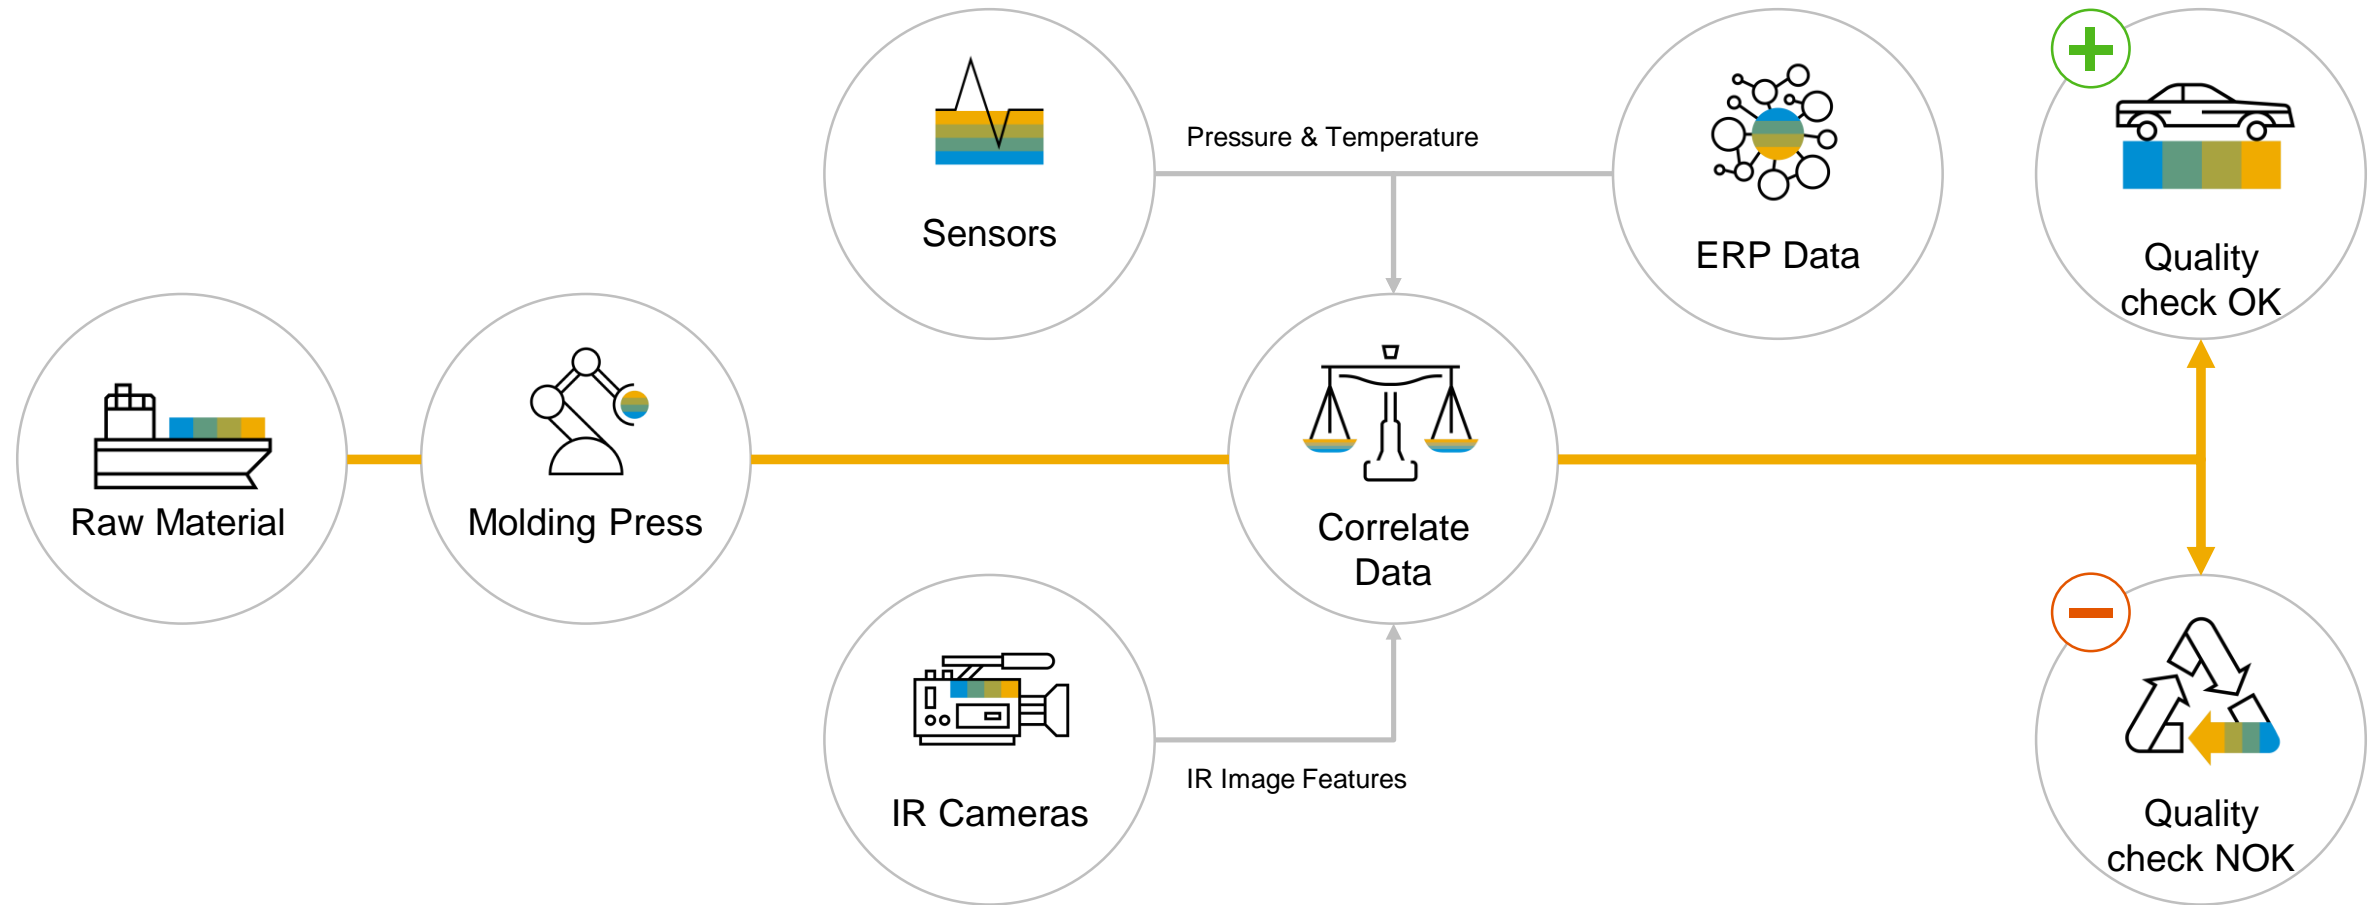 Sensors
Pressure & Temperature
ERP Data
Quality
check OK
Raw Material
Molding Press
Correlate
Data
IR Cameras
IR Image Features
Quality
check NOK